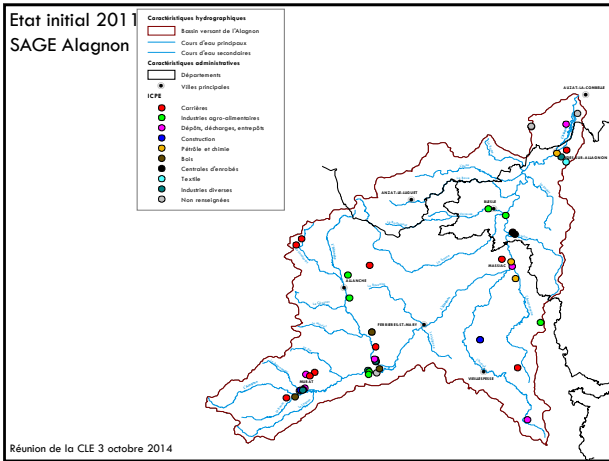 Etat initial 2011
SAGE Alagnon
Caractéristiques hydrographiques
Bassin versant de l'Alagnon
Cours d'eau principaux
Cours d'eau secondaires
Caractéristiques administratives
Départements
Villes principales
ICPE
Carrières
Industries agro-alimentaires
Dépôts, décharges, entrepôts
Construction
Pétrole et chimie
Bois
Centrales d'enrobés
Textile
Industries diverses
Non renseignées
AUZAT-LA-COMBELLE
ANZAT-LE-LUGUET
BLESLE
MASSIAC
ALLANCHE
FERRIERES-ST-MARY
MURAT
VIEILLESPESSE
Réunion de la CLE 3 octobre 2014